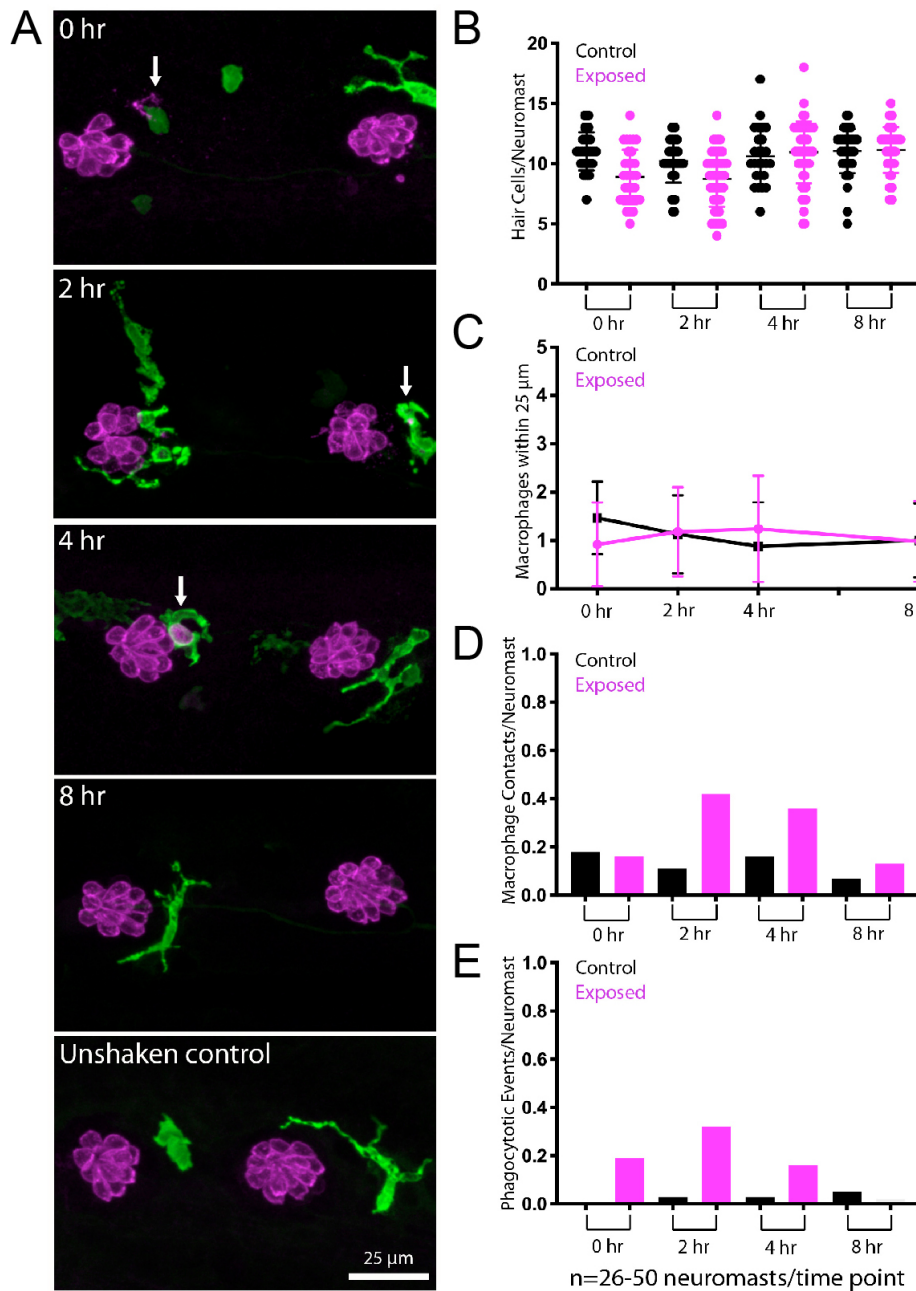 A
0 hr
2 hr
4 hr
8 hr
Unshaken control
25 µm
B
Control
Exposed
Hair Cells/Neuromast
20
15
10
5
0
0 hr
2 hr
4 hr
8 hr
C
Control
Exposed
Macrophages within 25 µm
5
4
3
2
1
0
0 hr
2 hr
4 hr
8
D
Control
Exposed
Macrophage Contacts/Neuromast
1.0
0.8
0.6
0.4
0.2
0.0
0 hr
2 hr
4 hr
8 hr
E
Control
Exposed
Phagocytotic Events/Neuromast
1.0
0.8
0.6
0.4
0.2
0.0
0 hr
2 hr
4 hr
8 hr
n=26-50 neuromasts/time point